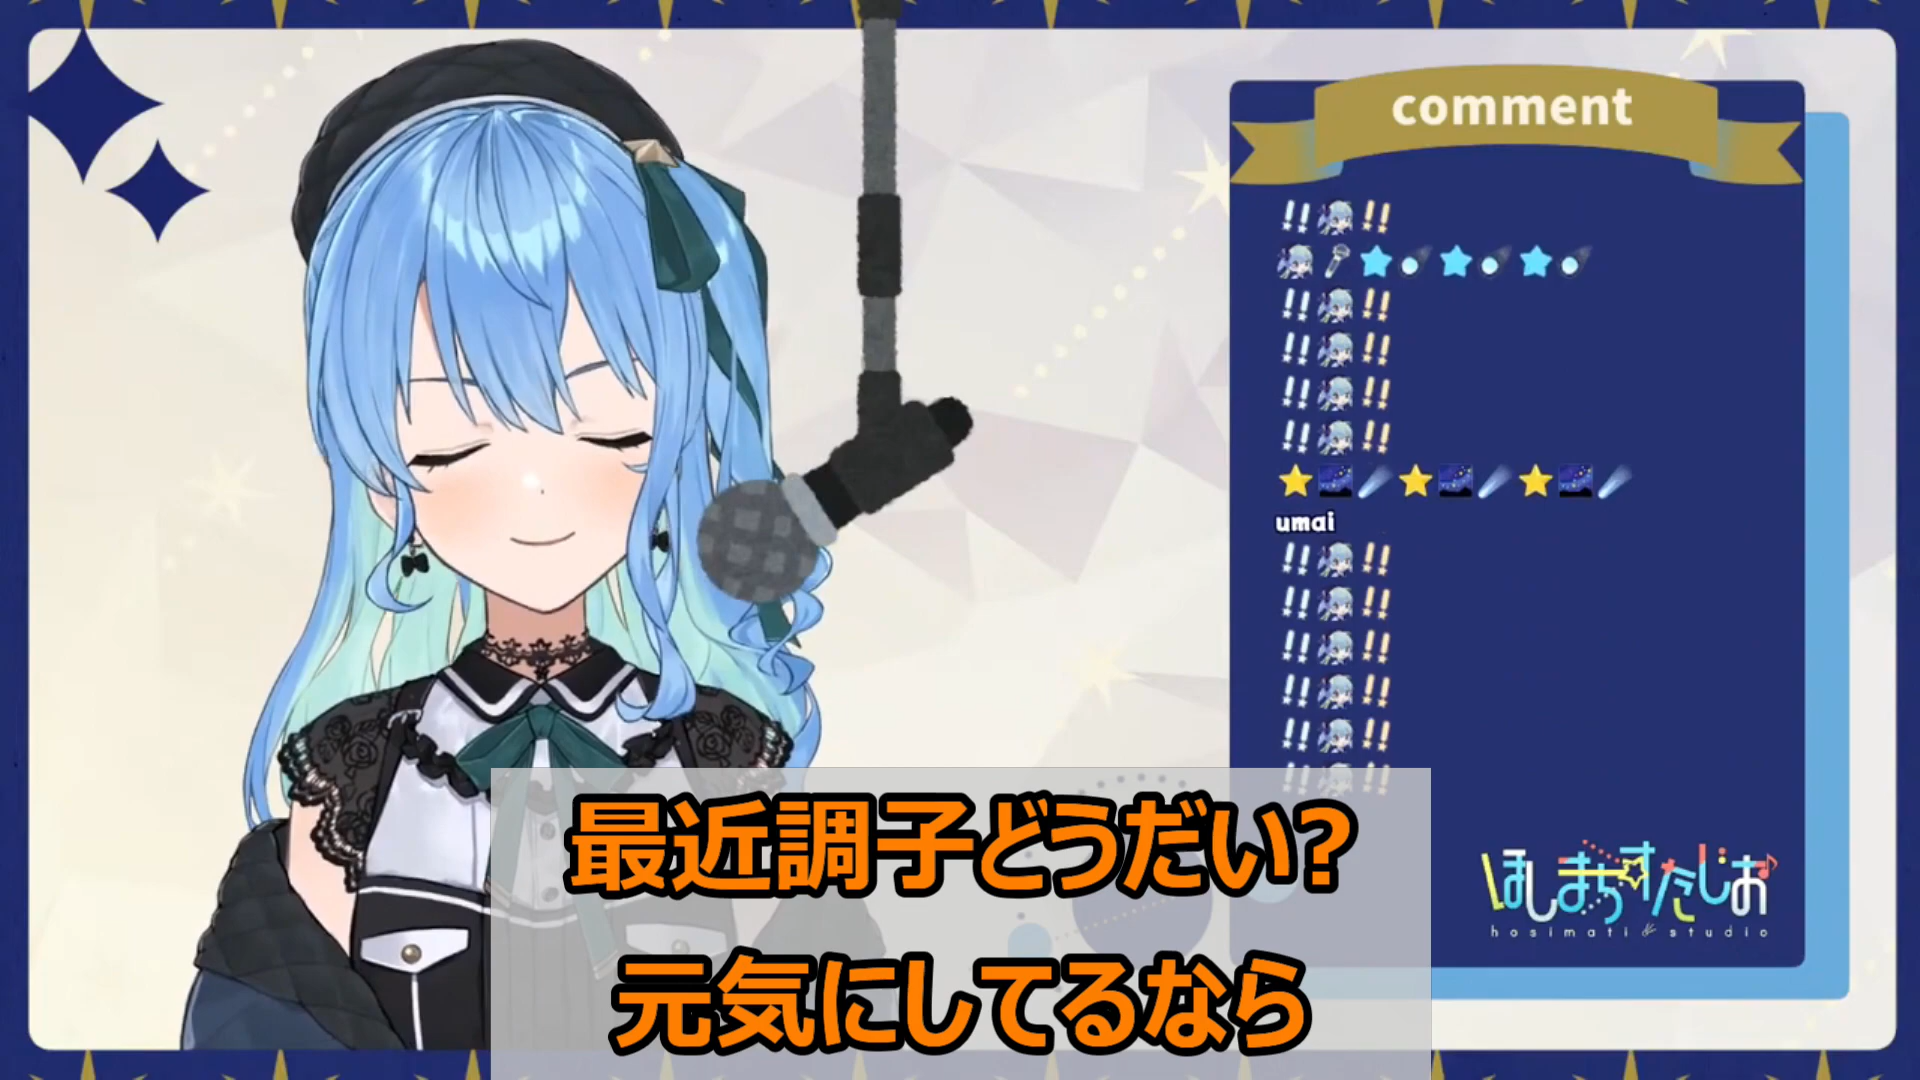 comment
umai
ほしまちすたじお
hosimati studio
最近調子どうだい?
元気にしてるなら